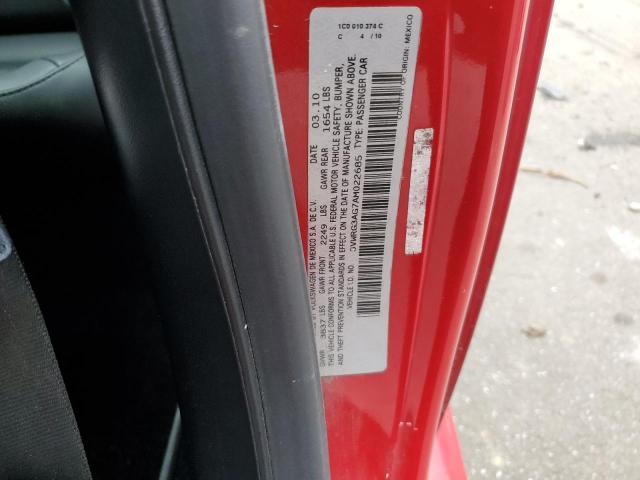 1C0 010 374 C
C 4 /10
BY VOLKSWAGEN DE MEXICO S.A. DE C.V. DATE 03.10
GVWR 3837 LBS GAWR FRONT 2249 LBS GAWR REAR 1654 LBS
THIS VEHICLE CONFORMS TO ALL APPLICABLE U.S. FEDERAL MOTOR VEHICLE SAFETY, BUMPER,
AND THEFT PREVENTION STANDARDS IN EFFECT ON THE DATE OF MANUFACTURE SHOWN ABOVE.
VEHICLE I.D. NO. 3VWRG3AG7AM022685 TYPE: PASSENGER CAR
COUNTRY OF ORIGIN: MEXICO